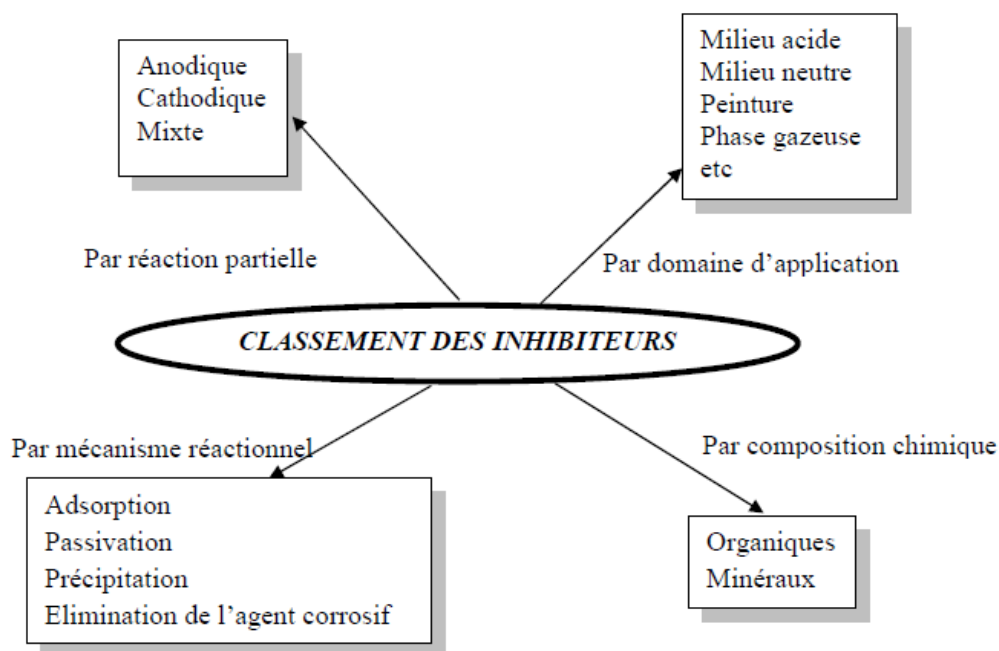 Anodique
Cathodique
Mixte
Milieu acide
Milieu neutre
Peinture
Phase gazeuse
etc
Par réaction partielle
Par domaine d’application
CLASSEMENT DES INHIBITEURS
Par mécanisme réactionnel
Par composition chimique
Adsorption
Passivation
Précipitation
Elimination de l’agent corrosif
Organiques
Minéraux